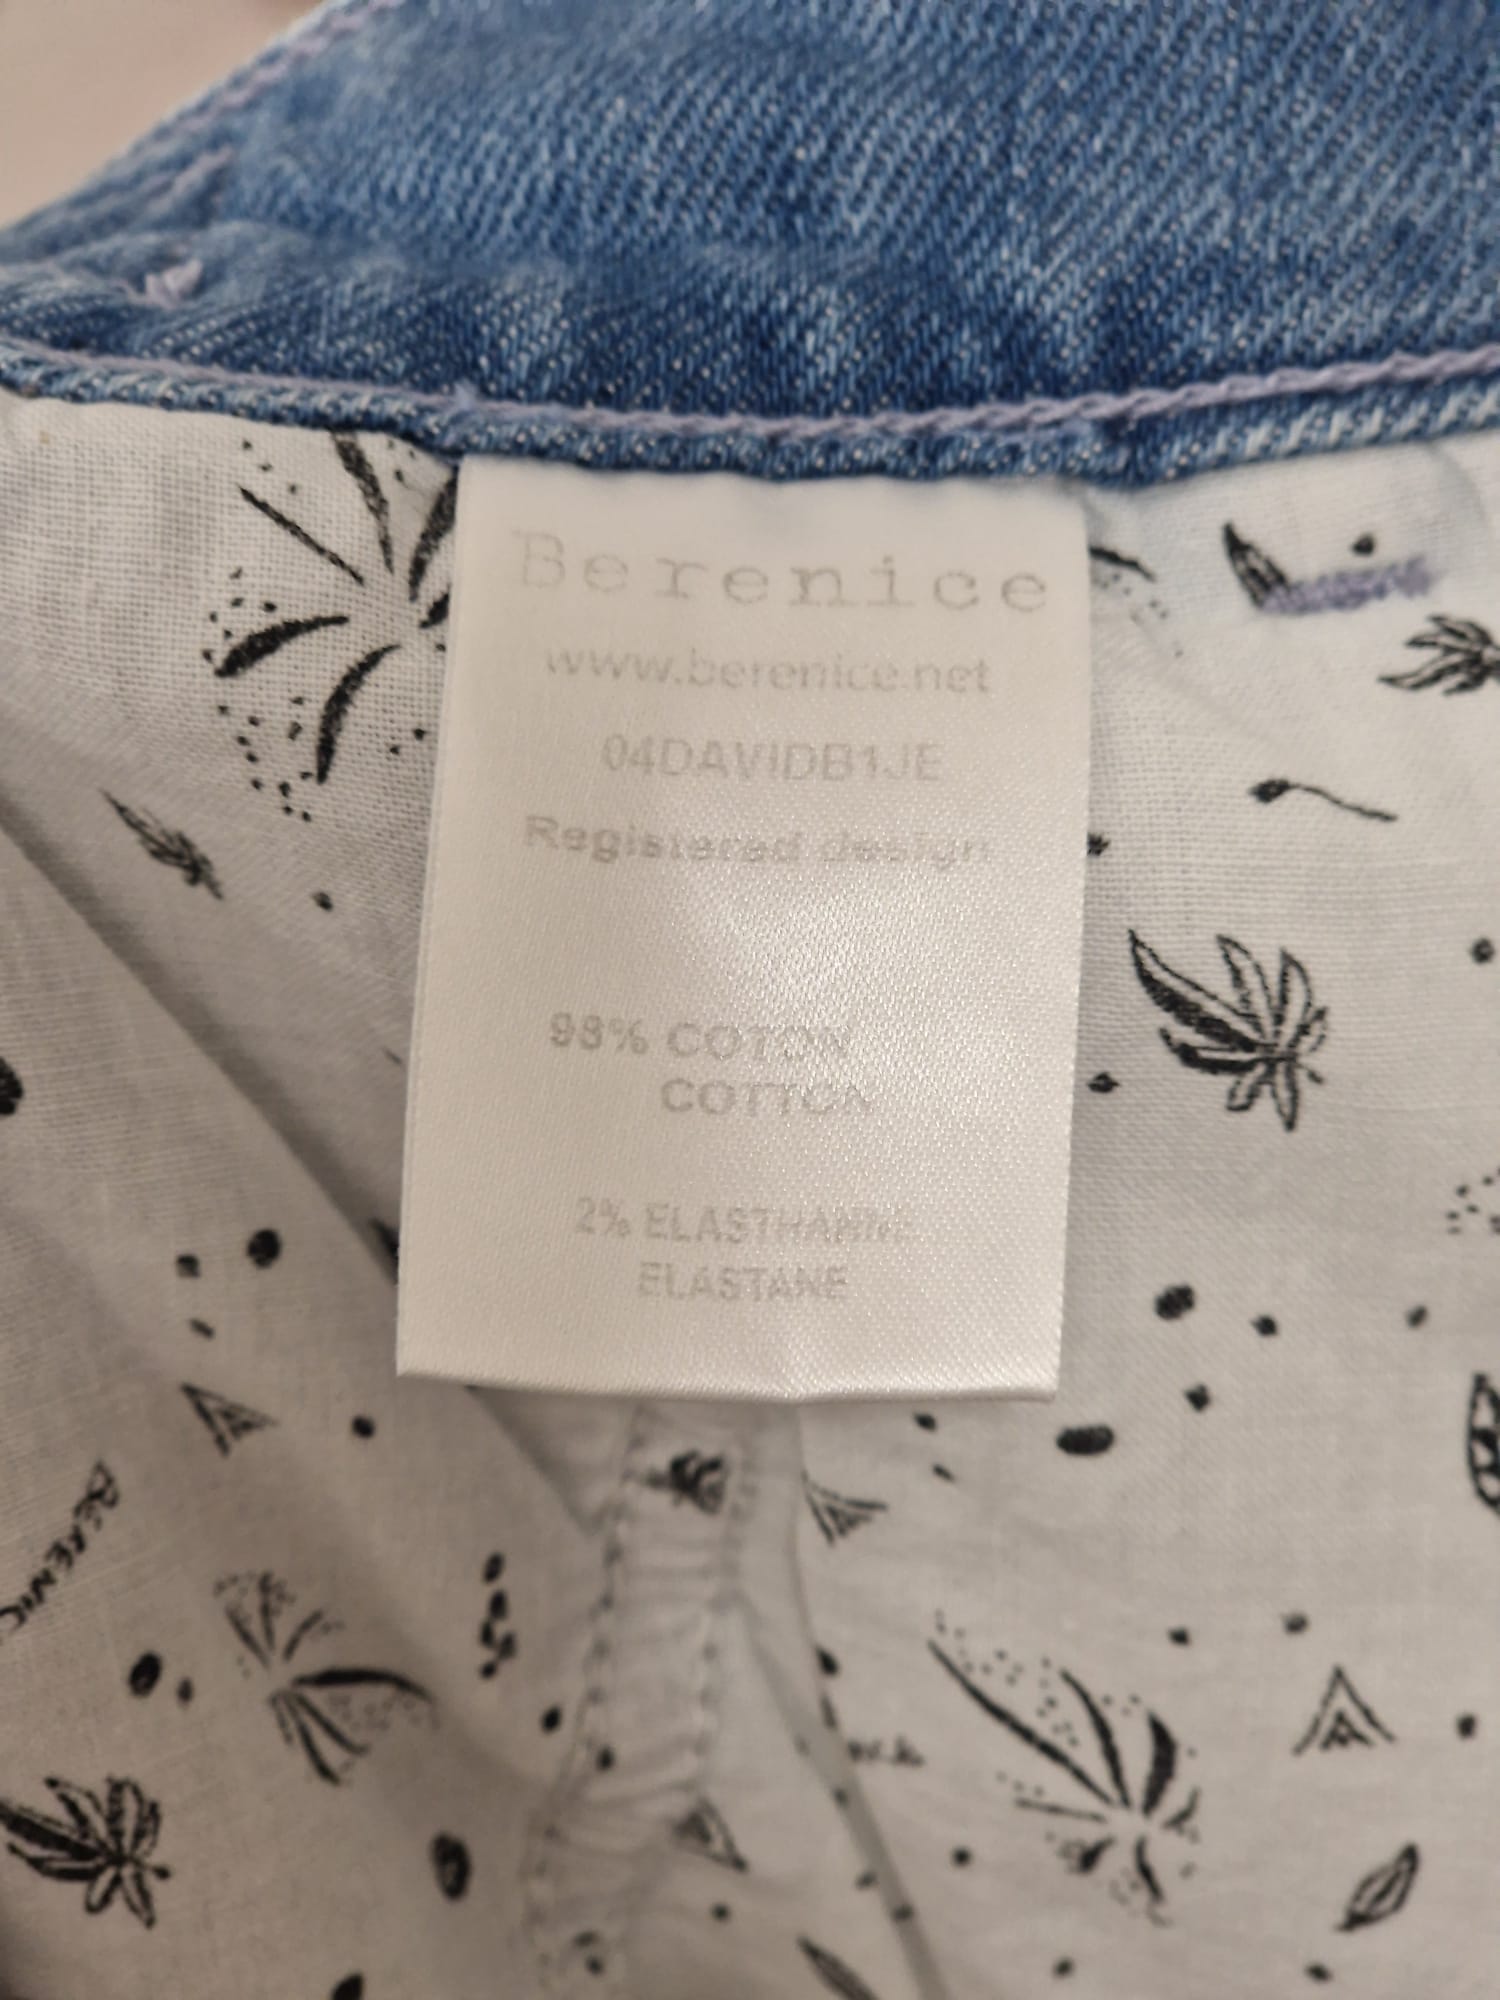 Berenice
www.berenice.net
04DAVIDB1JE
Registered design
98% COTON
COTTON
2% ELASTHANNE
ELASTANE